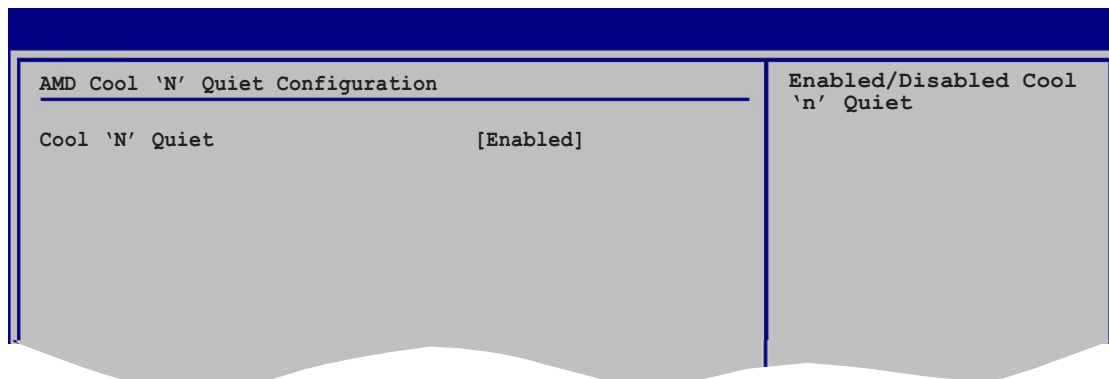 AMD Cool ‘N’ Quiet Configuration
Cool ‘N’ Quiet [Enabled]
Enabled/Disabled Cool
‘n’ Quiet